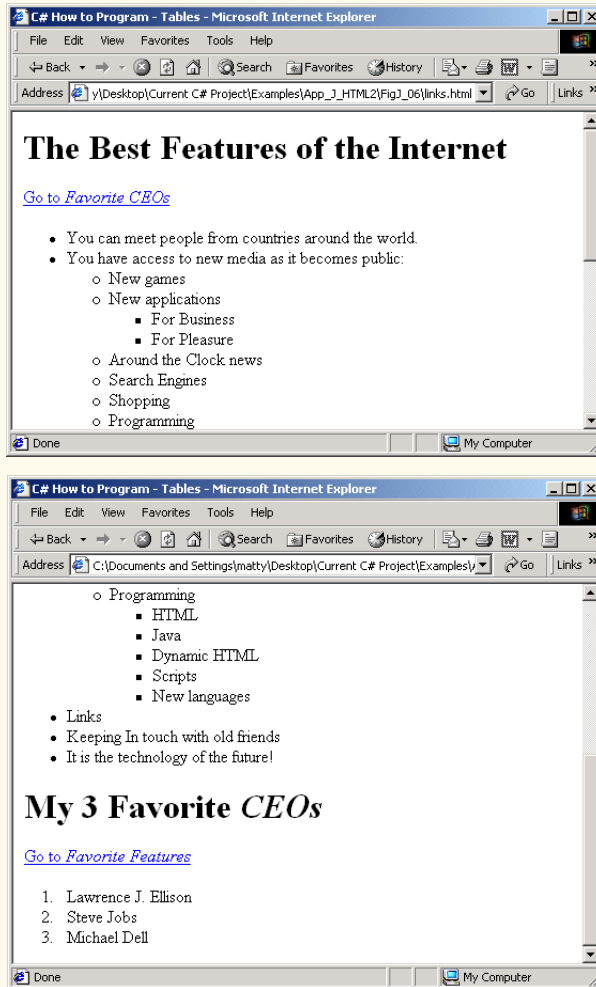 C# How to Program - Tables - Microsoft Internet Explorer
File Edit View Favorites Tools Help
Back Search Favorites History
Address y\Desktop\Current C# Project\Examples\App_J_HTML2\FigJ_06\links.html Go Links »
The Best Features of the Internet
Go to Favorite CEOs
You can meet people from countries around the world.
You have access to new media as it becomes public:
New games
New applications
For Business
For Pleasure
Around the Clock news
Search Engines
Shopping
Programming
Done My Computer
C# How to Program - Tables - Microsoft Internet Explorer
File Edit View Favorites Tools Help
Back Search Favorites History
Address C:\Documents and Settings\matty\Desktop\Current C# Project\Examples\ Go Links »
Programming
HTML
Java
Dynamic HTML
Scripts
New languages
Links
Keeping In touch with old friends
It is the technology of the future!
My 3 Favorite CEOs
Go to Favorite Features
1. Lawrence J. Ellison
2. Steve Jobs
3. Michael Dell
Done My Computer